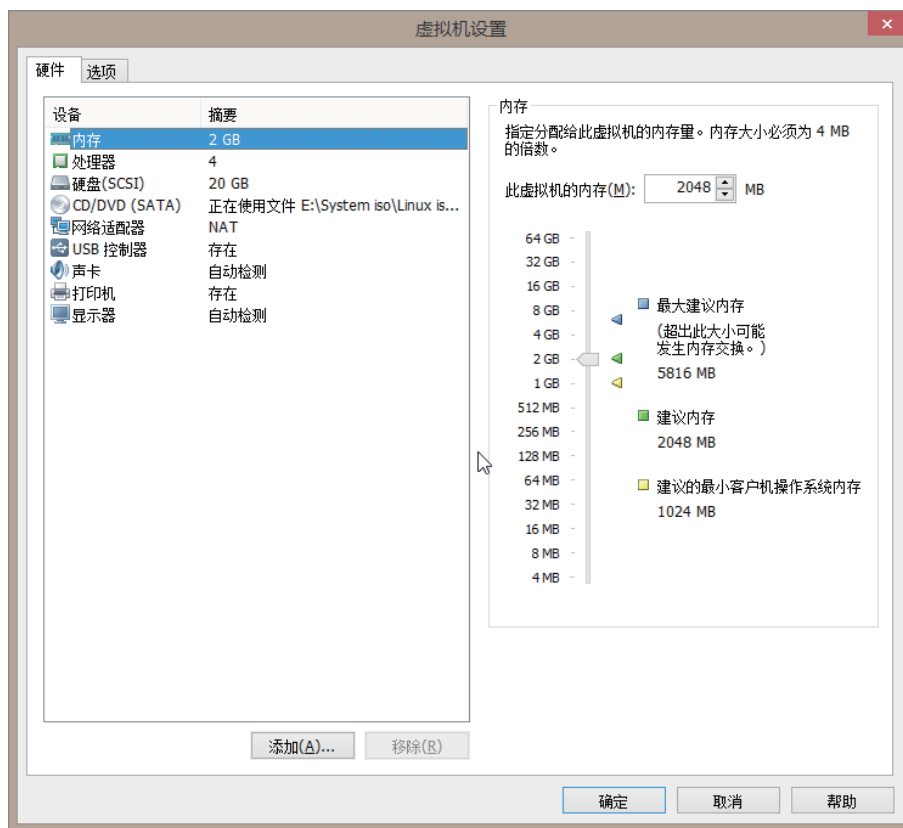 虚拟机设置
硬件 选项
设备 摘要
内存 2 GB
处理器 4
硬盘(SCSI) 20 GB
CD/DVD (SATA) 正在使用文件 E:\System iso\Linux is...
网络适配器 NAT
USB 控制器 存在
声卡 自动检测
打印机 存在
显示器 自动检测
添加(A)... 移除(R)
内存
指定分配给此虚拟机的内存量。内存大小必须为 4 MB
的倍数。
此虚拟机的内存(M): 2048 MB
64 GB
32 GB
16 GB
8 GB
4 GB
2 GB
1 GB
512 MB
256 MB
128 MB
64 MB
32 MB
16 MB
8 MB
4 MB
最大建议内存
(超出此大小可能
发生内存交换。)
5816 MB
建议内存
2048 MB
建议的最小客户机操作系统内存
1024 MB
确定 取消 帮助